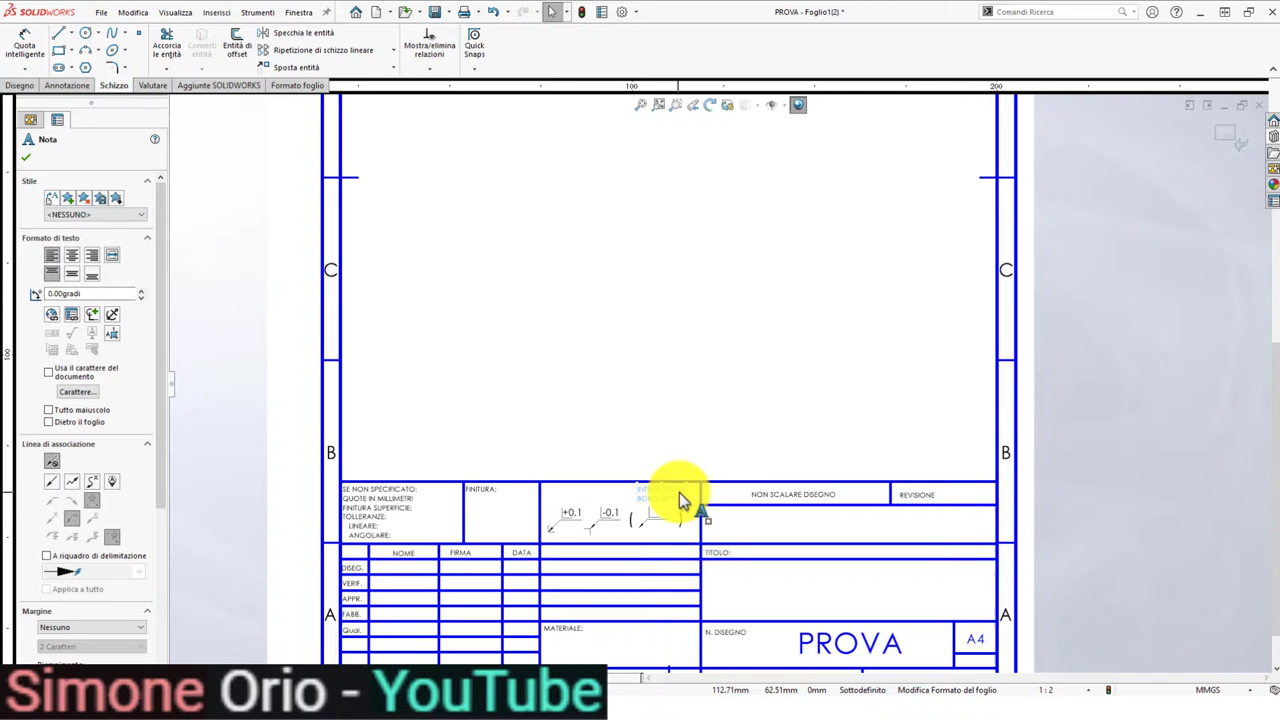 SOLIDWORKS
File Modifica Visualizza Inserisci Strumenti Finestra
PROVA - Foglio1(2) *
Comandi Ricerca
Quota intelligente
Accorcia le entità
Converti entità
Entità di offset
Specchia le entità
Ripetizione di schizzo lineare
Sposta entità
Mostra/elimina relazioni
Quick Snaps
Disegno Annotazione Schizzo Valutare Aggiunte SOLIDWORKS Formato foglio
100
200
Nota
Stile
<NESSUNO>
Formato di testo
0.00gradi
Usa il carattere del documento
Carattere...
Tutto maiuscolo
Dietro il foglio
Linea di associazione
A riquadro di delimitazione
Applica a tutto
Margine
Nessuno
2 Caratteri
100
C
C
B
B
A
A
SE NON SPECIFICATO:
QUOTE IN MILLIMETRI
FINITURA SUPERFICIE:
TOLLERANZE:
LINEARE:
ANGOLARE:
FINITURA:
+0,1
-0,1
NON SCALARE DISEGNO
REVISIONE
NOME FIRMA DATA
TITOLO:
DISEG.
VERIF.
APPR.
FABB.
Qual.
MATERIALE:
N. DISEGNO
PROVA
A4
Simone Orio - YouTube
112.71mm 62.51mm 0mm Sottodefinito Modifica Formato del foglio 1 : 2 MMGS